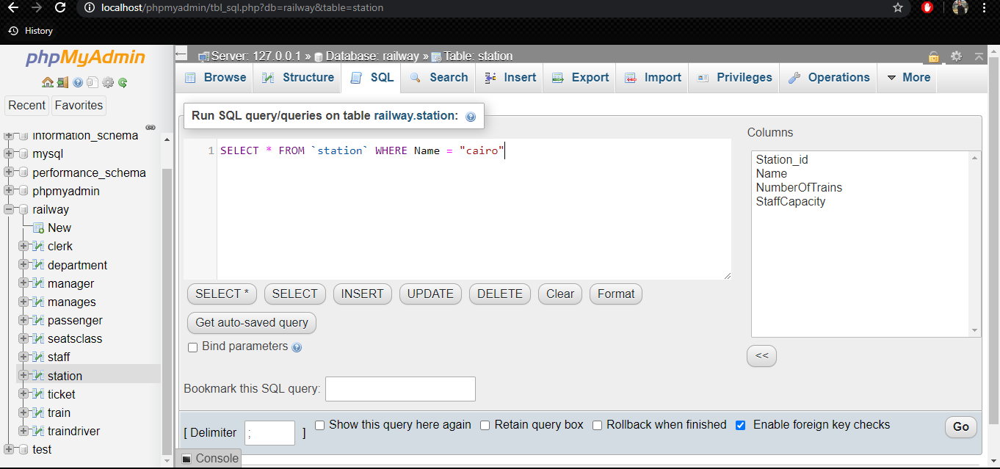 localhost/phpmyadmin/tbl_sql.php?db=railway&table=station
History
phpMyAdmin
Recent
Favorites
information_schema
mysql
performance_schema
phpmyadmin
railway
New
clerk
department
manager
manages
passenger
seatsclass
staff
station
ticket
train
traindriver
test
Server: 127.0.0.1 » Database: railway » Table: station
Browse Structure SQL Search Insert Export Import Privileges Operations More
Run SQL query/queries on table railway.station:
1 SELECT * FROM `station` WHERE Name = "cairo"
Columns
Station_id
Name
NumberOfTrains
StaffCapacity
<<
SELECT * SELECT INSERT UPDATE DELETE Clear Format
Get auto-saved query
Bind parameters
Bookmark this SQL query:
[ Delimiter ; ] Show this query here again Retain query box Rollback when finished Enable foreign key checks Go
Console